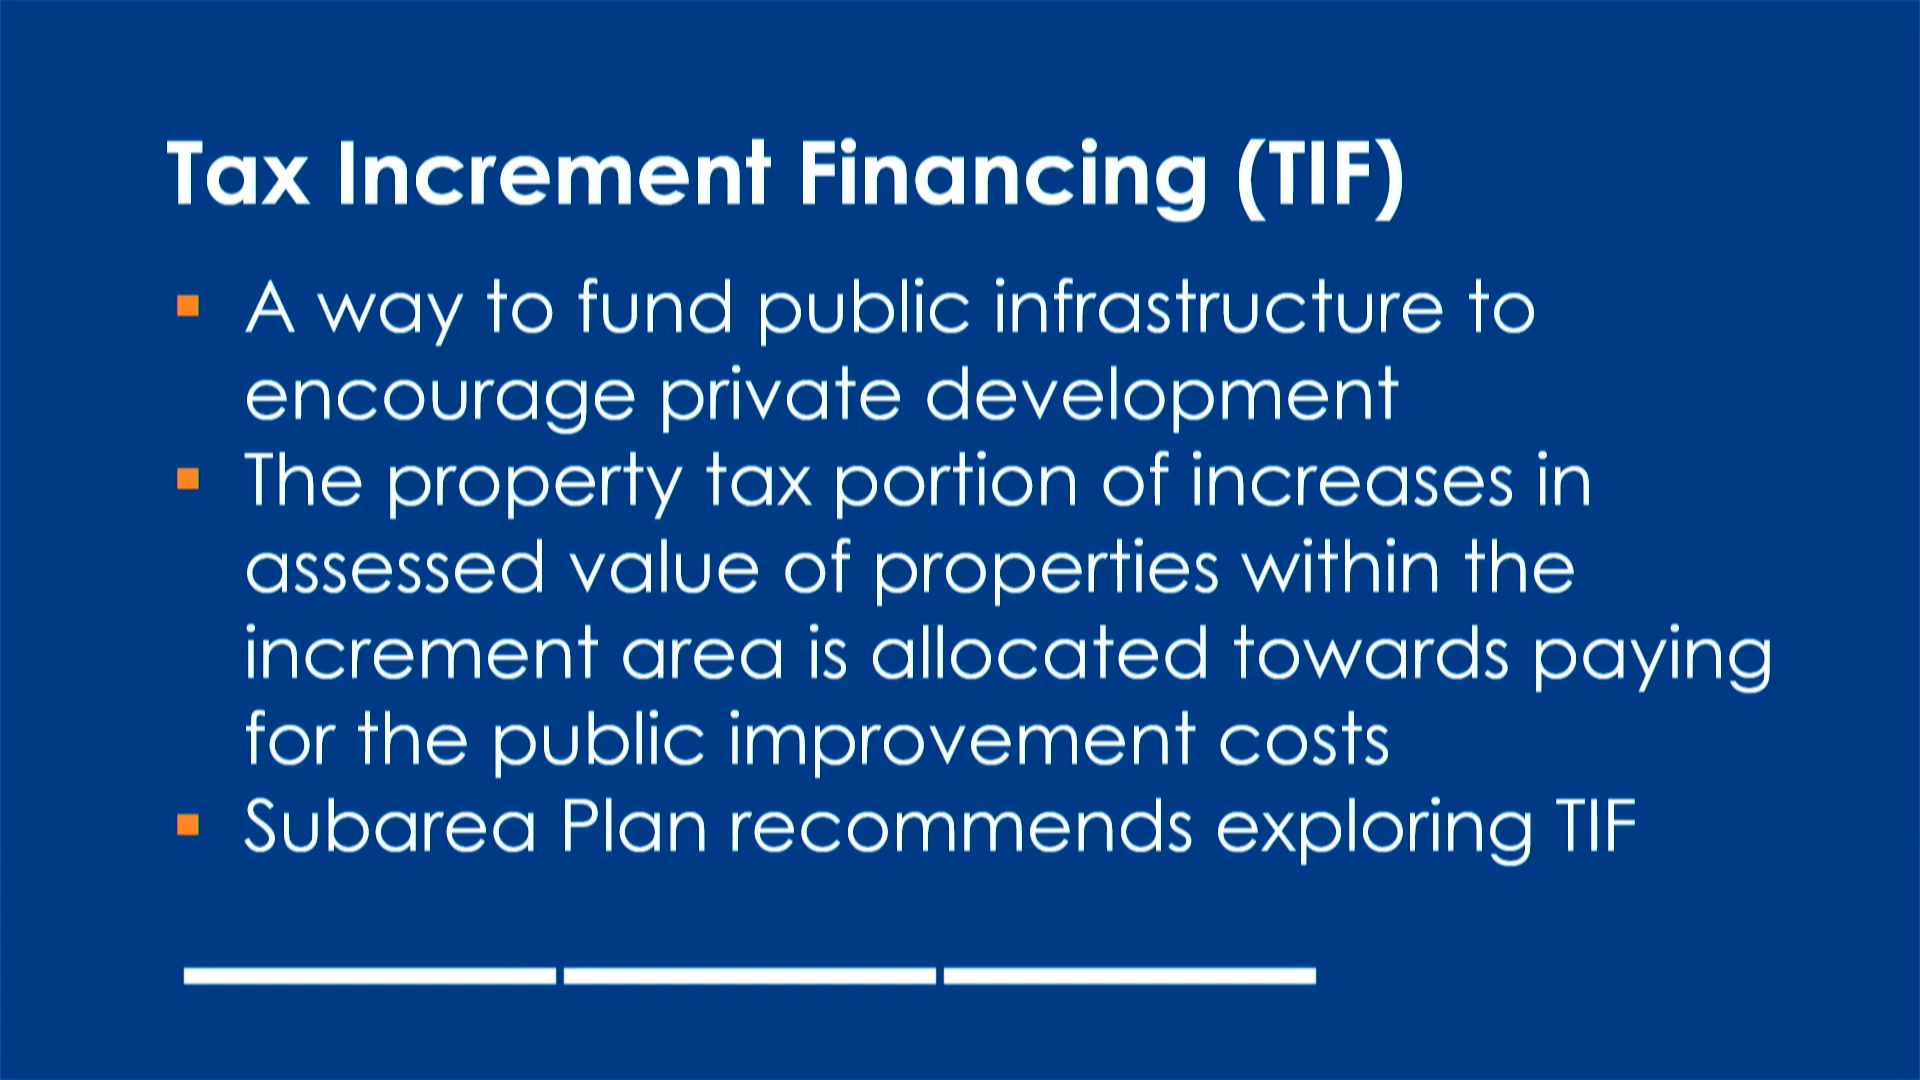 Tax Increment Financing (TIF)
A way to fund public infrastructure to
encourage private development
The property tax portion of increases in
assessed value of properties within the
increment area is allocated towards paying
for the public improvement costs
Subarea Plan recommends exploring TIF